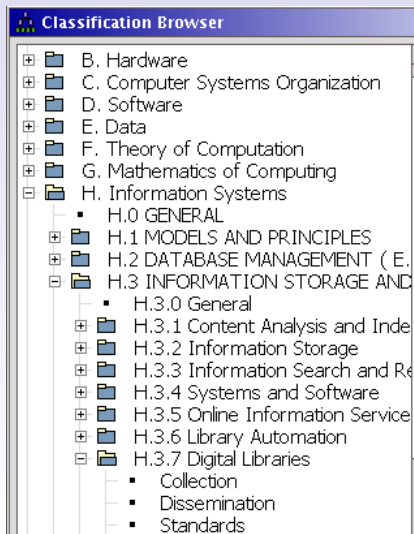 Classification Browser
B. Hardware
C. Computer Systems Organization
D. Software
E. Data
F. Theory of Computation
G. Mathematics of Computing
H. Information Systems
H.0 GENERAL
H.1 MODELS AND PRINCIPLES
H.2 DATABASE MANAGEMENT ( E.
H.3 INFORMATION STORAGE AND
H.3.0 General
H.3.1 Content Analysis and Inde
H.3.2 Information Storage
H.3.3 Information Search and Re
H.3.4 Systems and Software
H.3.5 Online Information Service
H.3.6 Library Automation
H.3.7 Digital Libraries
Collection
Dissemination
Standards